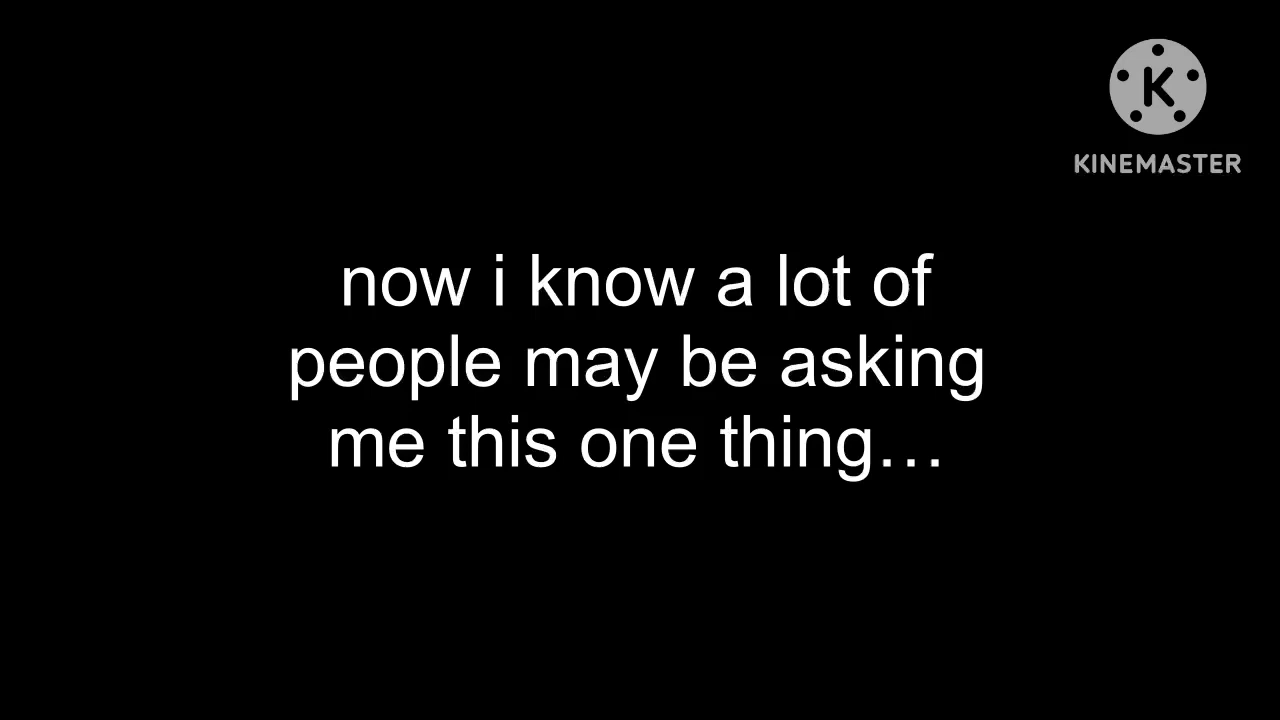 K
KINEMASTER
now i know a lot of
people may be asking
me this one thing…